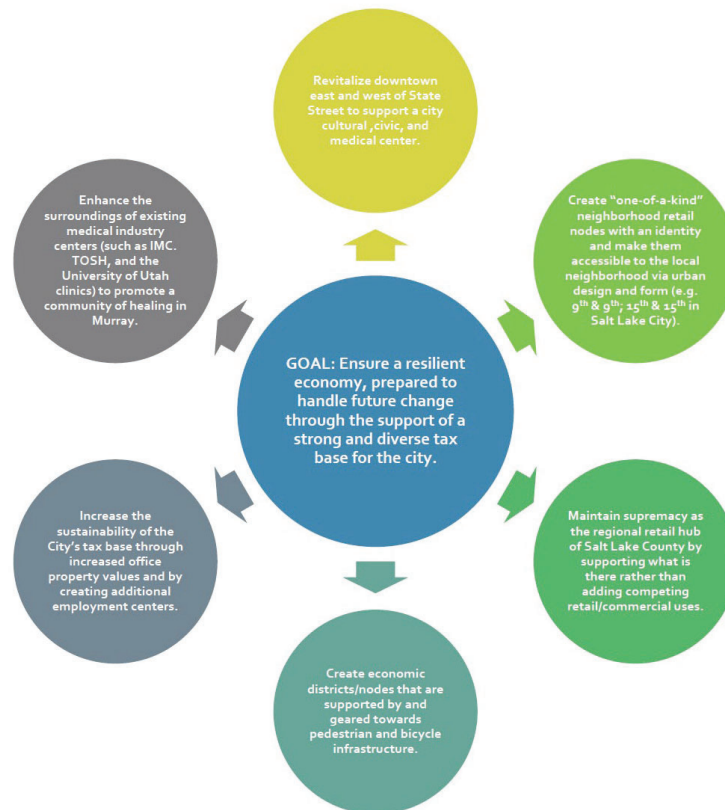 Revitalize downtown
east and west of State
Street to support a city
cultural ,civic, and
medical center.
Enhance the
surroundings of existing
medical industry
centers (such as IMC.
TOSH, and the
University of Utah
clinics) to promote a
community of healing in
Murray.
Create “one-of-a-kind”
neighborhood retail
nodes with an identity
and make them
accessible to the local
neighborhood via urban
design and form (e.g.
9th & 9th; 15th & 15th in
Salt Lake City).
GOAL: Ensure a resilient
economy, prepared to
handle future change
through the support of a
strong and diverse tax
base for the city.
Increase the
sustainability of the
City’s tax base through
increased office
property values and by
creating additional
employment centers.
Maintain supremacy as
the regional retail hub
of Salt Lake County by
supporting what is
there rather than
adding competing
retail/commercial uses.
Create economic
districts/nodes that are
supported by and
geared towards
pedestrian and bicycle
infrastructure.